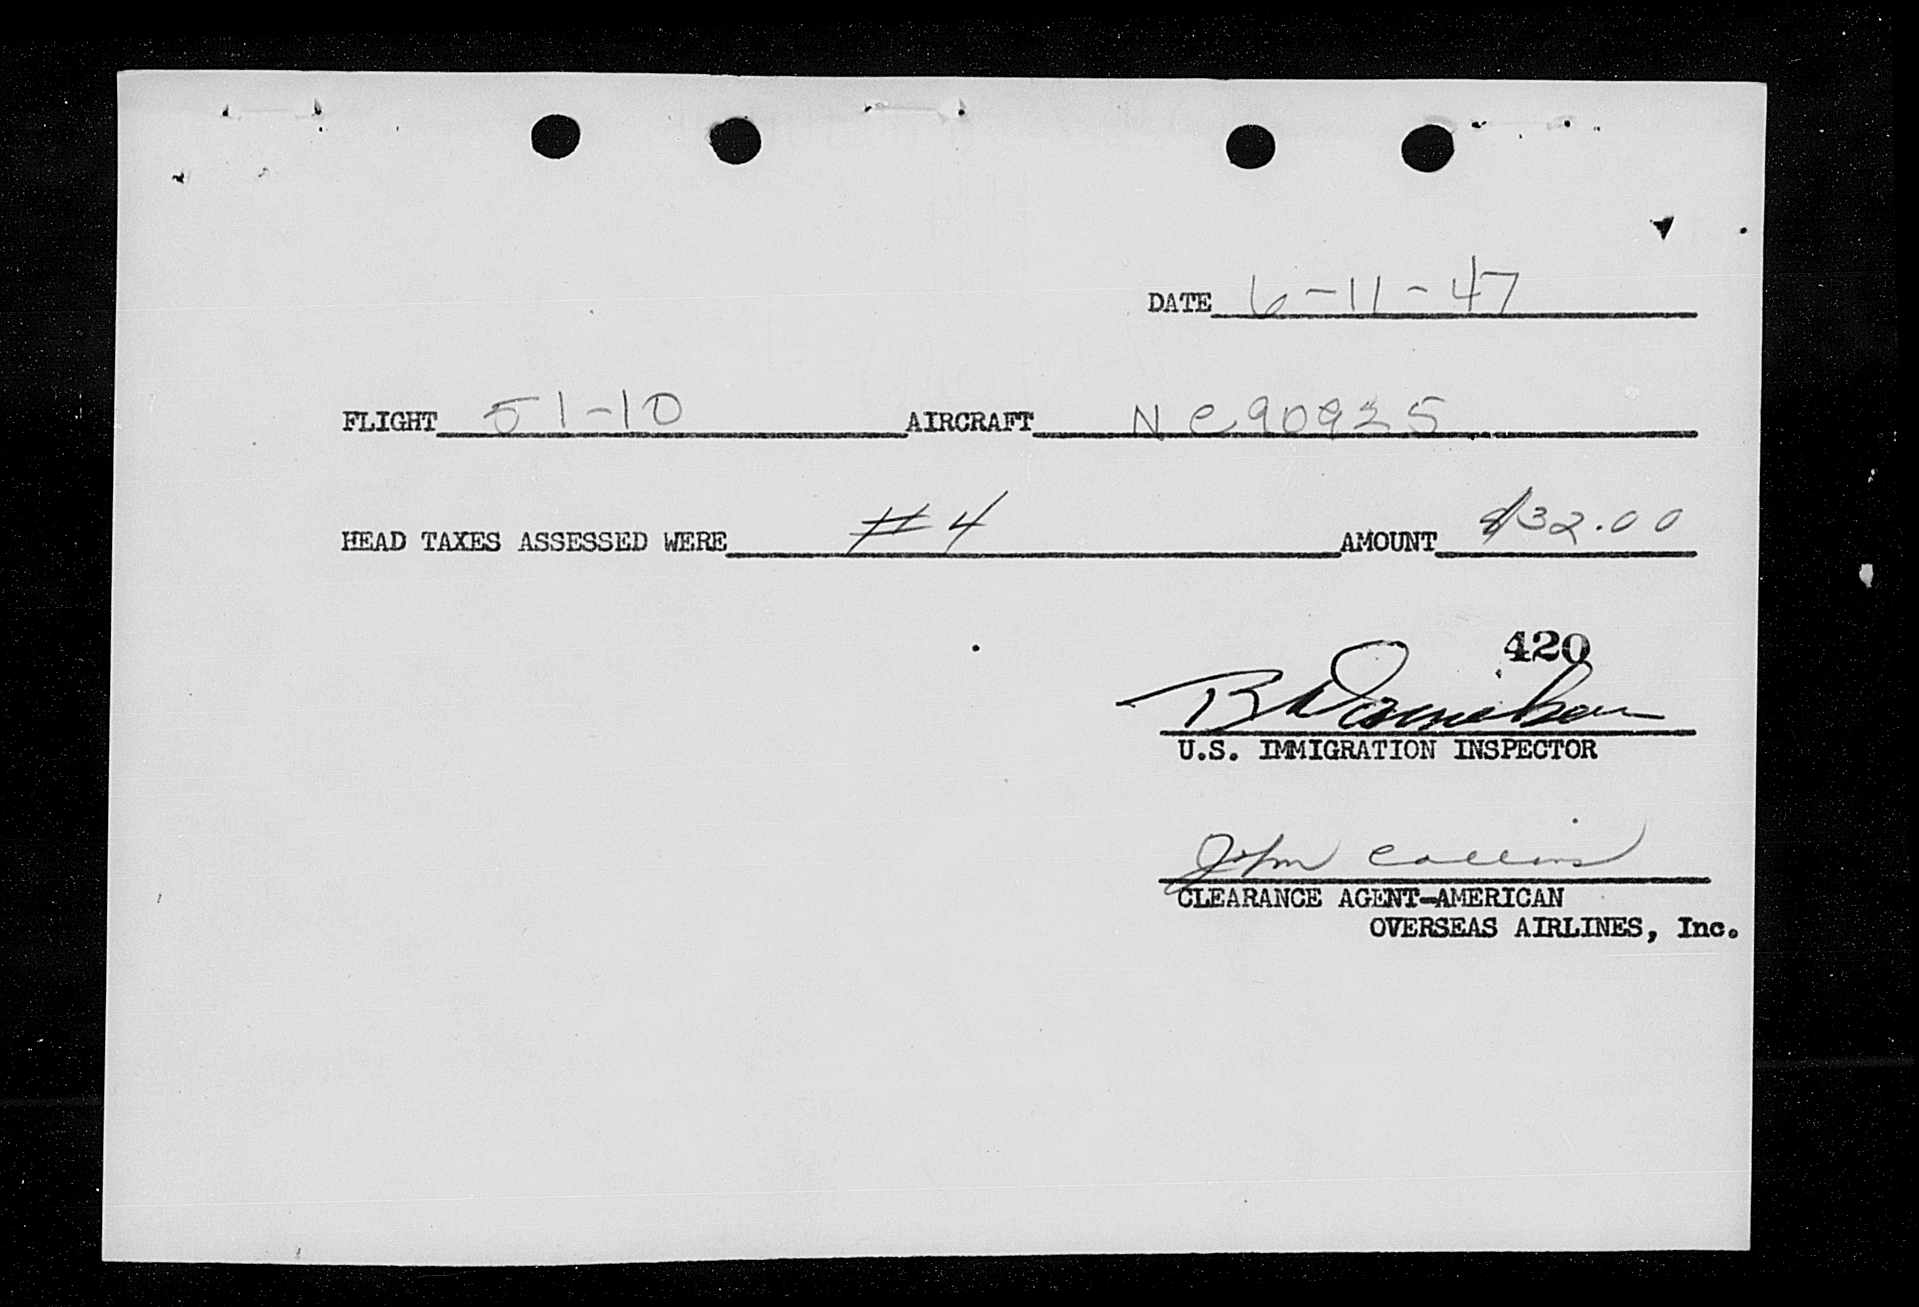 DATE 6-11-47
FLIGHT 51-10 AIRCRAFT NC90925
HEAD TAXES ASSESSED WERE #4 AMOUNT $32.00
420
B
U.S. IMMIGRATION INSPECTOR
John Collins
CLEARANCE AGENT-AMERICAN
OVERSEAS AIRLINES, Inc.